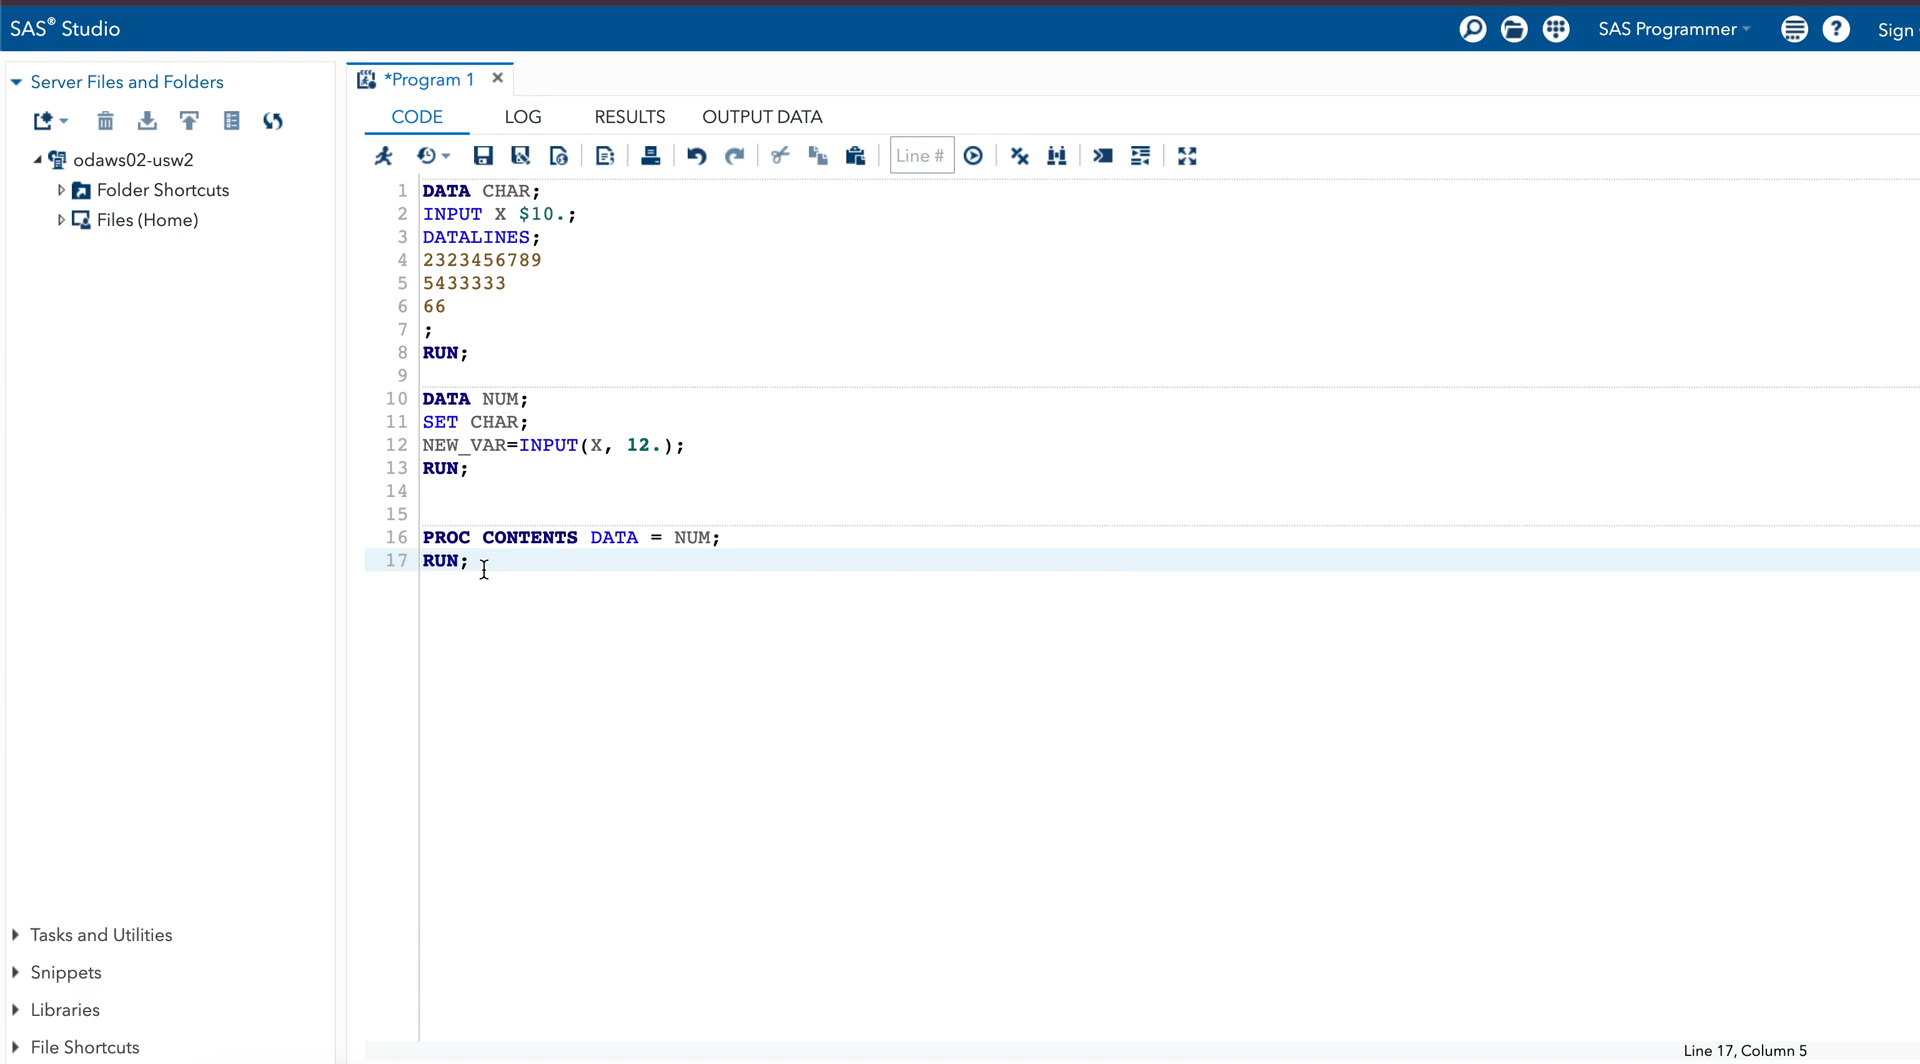 SAS® Studio
SAS Programmer
Sign
Server Files and Folders
odaws02-usw2
Folder Shortcuts
Files (Home)
Tasks and Utilities
Snippets
Libraries
File Shortcuts
*Program 1
CODE LOG RESULTS OUTPUT DATA
Line #
1 DATA CHAR;
2 INPUT X $10.;
3 DATALINES;
4 2323456789
5 5433333
6 66
7 ;
8 RUN;
9
10 DATA NUM;
11 SET CHAR;
12 NEW_VAR=INPUT(X, 12.);
13 RUN;
14
15
16 PROC CONTENTS DATA = NUM;
17 RUN;
Line 17, Column 5